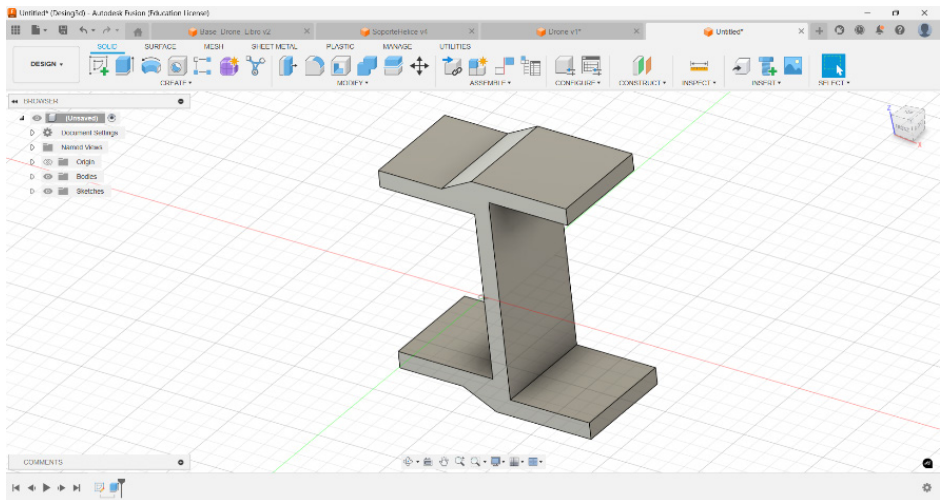 Untitled* (Desing3d) - Autodesk Fusion (Education License)
Base_Drone_Libro v2
SoporteHelice v4
Drone v1*
Untitled*
SOLID SURFACE MESH SHEET METAL PLASTIC MANAGE UTILITIES
DESIGN
CREATE MODIFY ASSEMBLE CONFIGURE CONSTRUCT INSPECT INSERT SELECT
BROWSER
(Unsaved)
Document Settings
Named Views
Origin
Bodies
Sketches
Z
X
COMMENTS